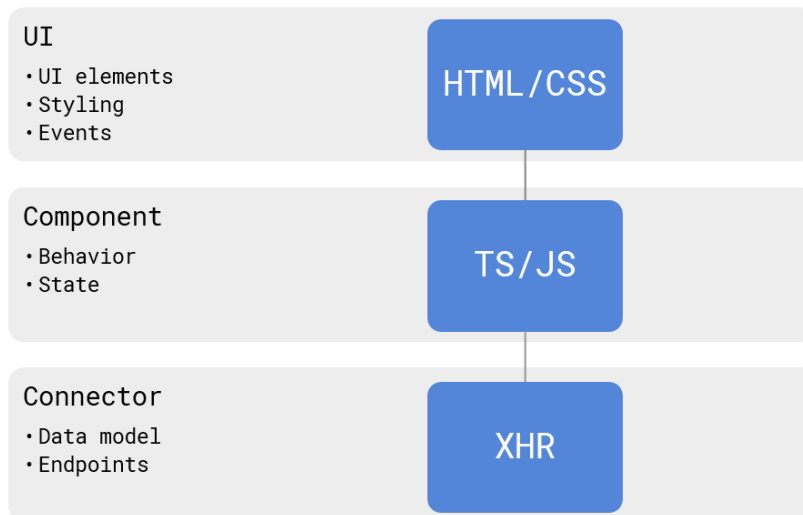 UI
・UI elements
・Styling
・Events
HTML/CSS
Component
・Behavior
・State
TS/JS
Connector
・Data model
・Endpoints
XHR